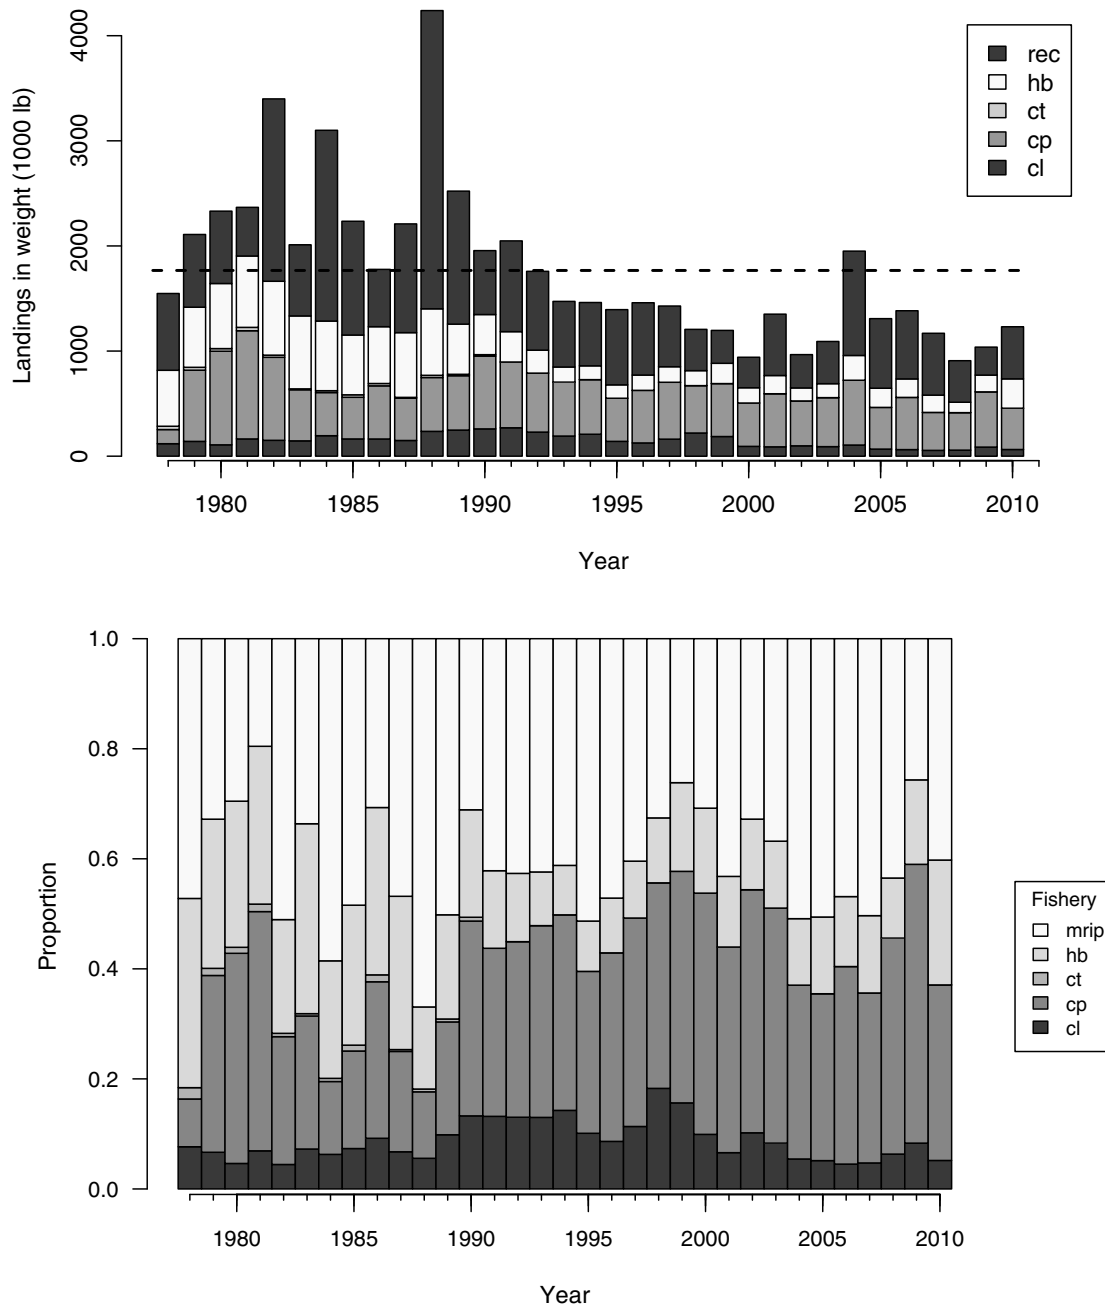 Landings in weight (1000 lb)
4000
3000
2000
1000
0
rec
hb
ct
cp
cl
1980 1985 1990 1995 2000 2005 2010
Year
Proportion
1.0
0.8
0.6
0.4
0.2
0.0
Fishery
mrip
hb
ct
cp
cl
1980 1985 1990 1995 2000 2005 2010
Year